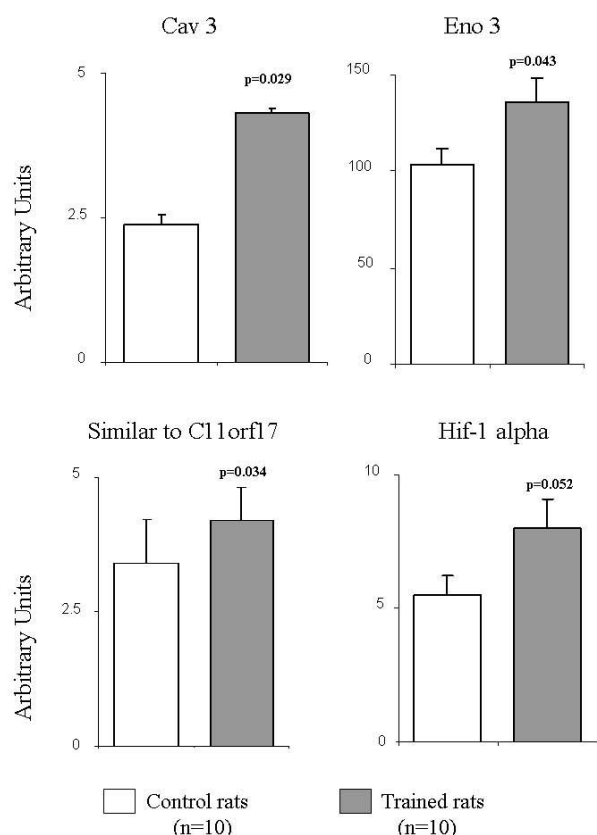 Cav 3
Eno 3
Arbitrary Units
5
2.5
0
p=0.029
150
100
50
0
p=0.043
Similar to C11orf17
Hif-1 alpha
Arbitrary Units
5
2.5
0
p=0.034
10
5
0
p=0.052
Control rats
(n=10)
Trained rats
(n=10)